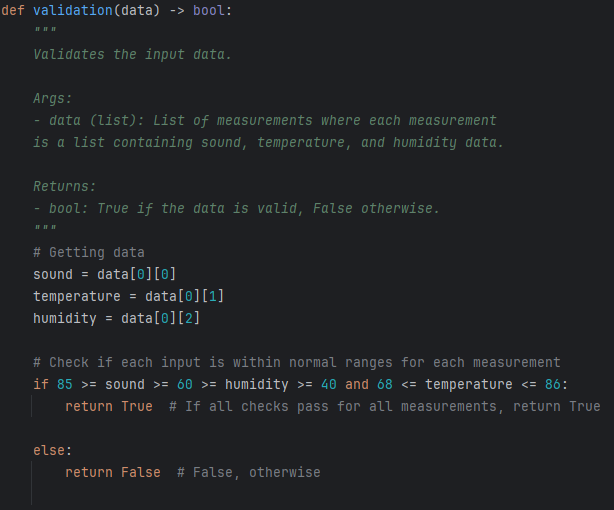 def validation(data) -> bool:
    """
    Validates the input data.

    Args:
    - data (list): List of measurements where each measurement
    is a list containing sound, temperature, and humidity data.

    Returns:
    - bool: True if the data is valid, False otherwise.
    """
    # Getting data
    sound = data[0][0]
    temperature = data[0][1]
    humidity = data[0][2]

    # Check if each input is within normal ranges for each measurement
    if 85 >= sound >= 60 >= humidity >= 40 and 68 <= temperature <= 86:
        return True  # If all checks pass for all measurements, return True

    else:
        return False  # False, otherwise